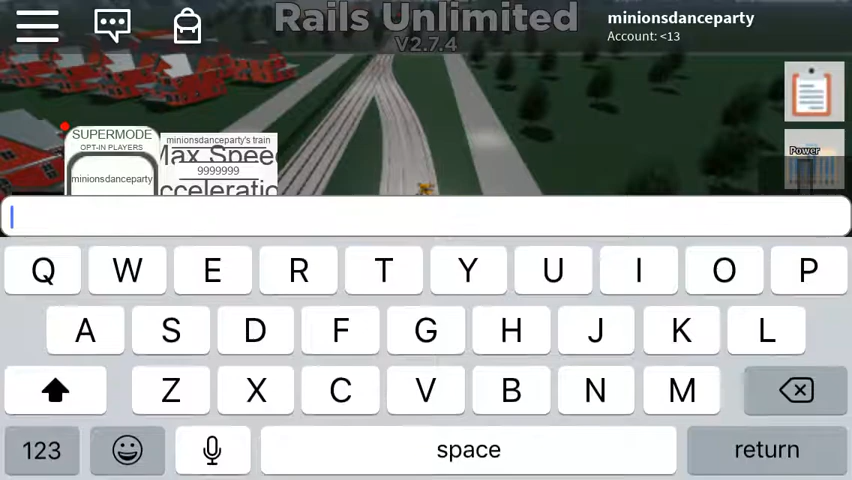 Rails Unlimited
V2.7.4
minionsdanceparty
Account: <13
SUPERMODE
OPT-IN PLAYERS
minionsdanceparty
minionsdanceparty's train
Max Speed
9999999
cceleratio
Power
Q W E R T Y U I O P
A S D F G H J K L
Z X C V B N M
123 space return